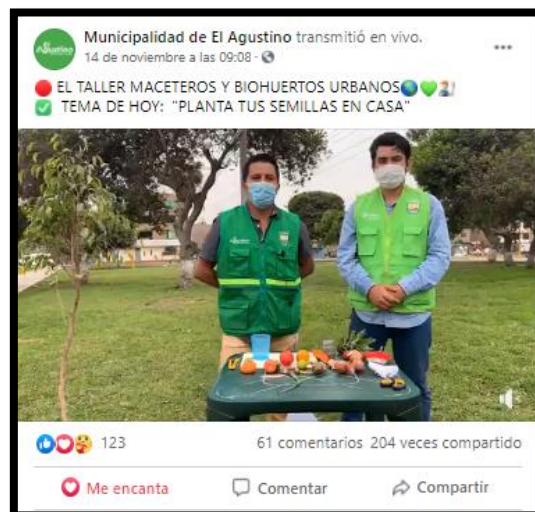 Agustino
Municipalidad de El Agustino transmitió en vivo.
14 de noviembre a las 09:08 ·
EL TALLER MACETEROS Y BIOHUERTOS URBANOS
TEMA DE HOY: "PLANTA TUS SEMILLAS EN CASA"
123
61 comentarios 204 veces compartido
Me encanta
Comentar
Compartir